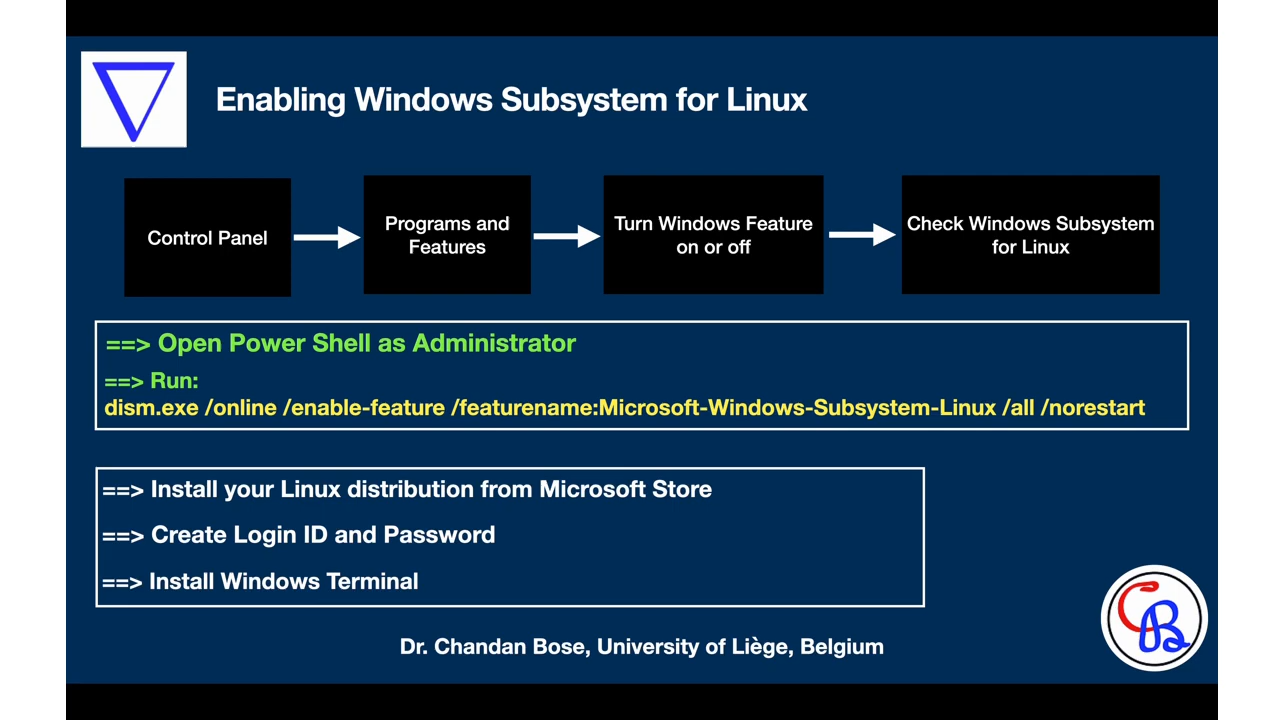 Enabling Windows Subsystem for Linux
Control Panel
Programs and
Features
Turn Windows Feature
on or off
Check Windows Subsystem
for Linux
==> Open Power Shell as Administrator
==> Run:
dism.exe /online /enable-feature /featurename:Microsoft-Windows-Subsystem-Linux /all /norestart
==> Install your Linux distribution from Microsoft Store
==> Create Login ID and Password
==> Install Windows Terminal
Dr. Chandan Bose, University of Liège, Belgium
CB